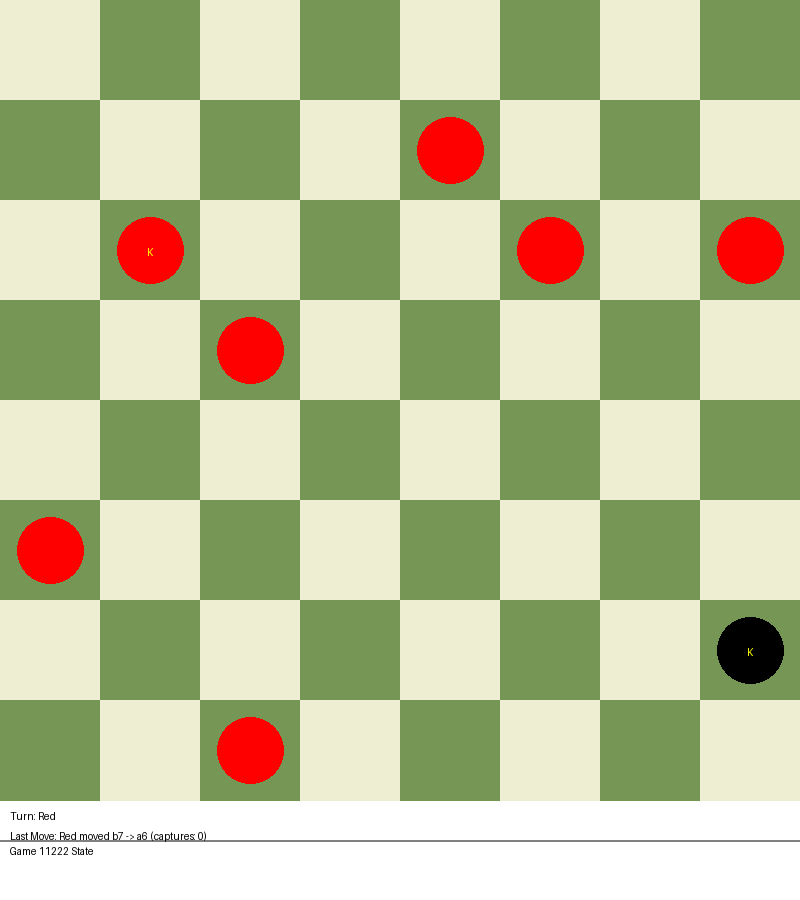 K
K
Turn: Red
Last Move: Red moved b7 -> a6 (captures: 0)
Game 11222 State